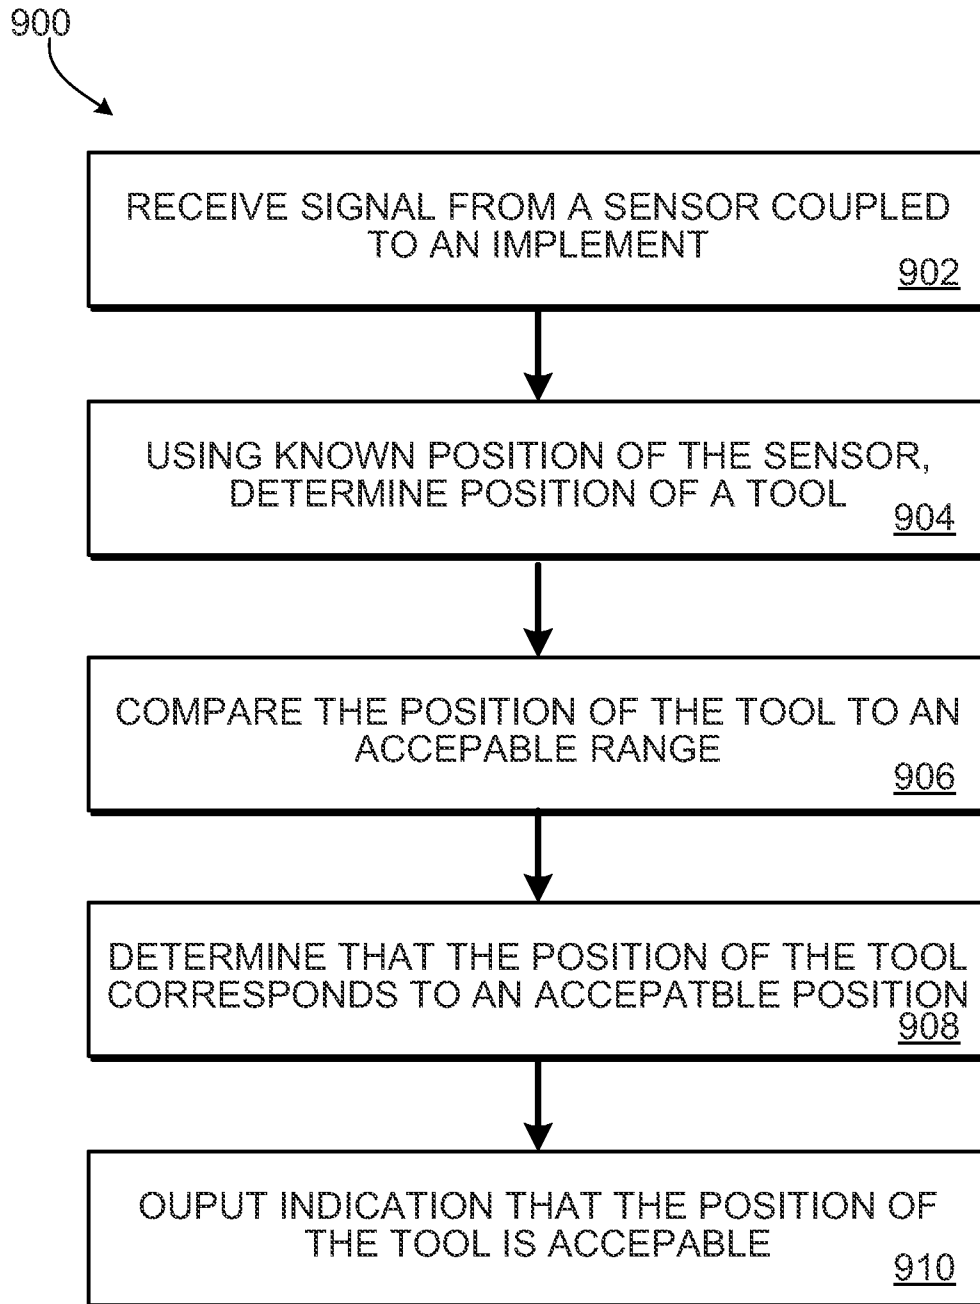 900
RECEIVE SIGNAL FROM A SENSOR COUPLED
TO AN IMPLEMENT
902
USING KNOWN POSITION OF THE SENSOR,
DETERMINE POSITION OF A TOOL
904
COMPARE THE POSITION OF THE TOOL TO AN
ACCEPABLE RANGE
906
DETERMINE THAT THE POSITION OF THE TOOL
CORRESPONDS TO AN ACCEPATBLE POSITION
908
OUPUT INDICATION THAT THE POSITION OF
THE TOOL IS ACCEPABLE
910